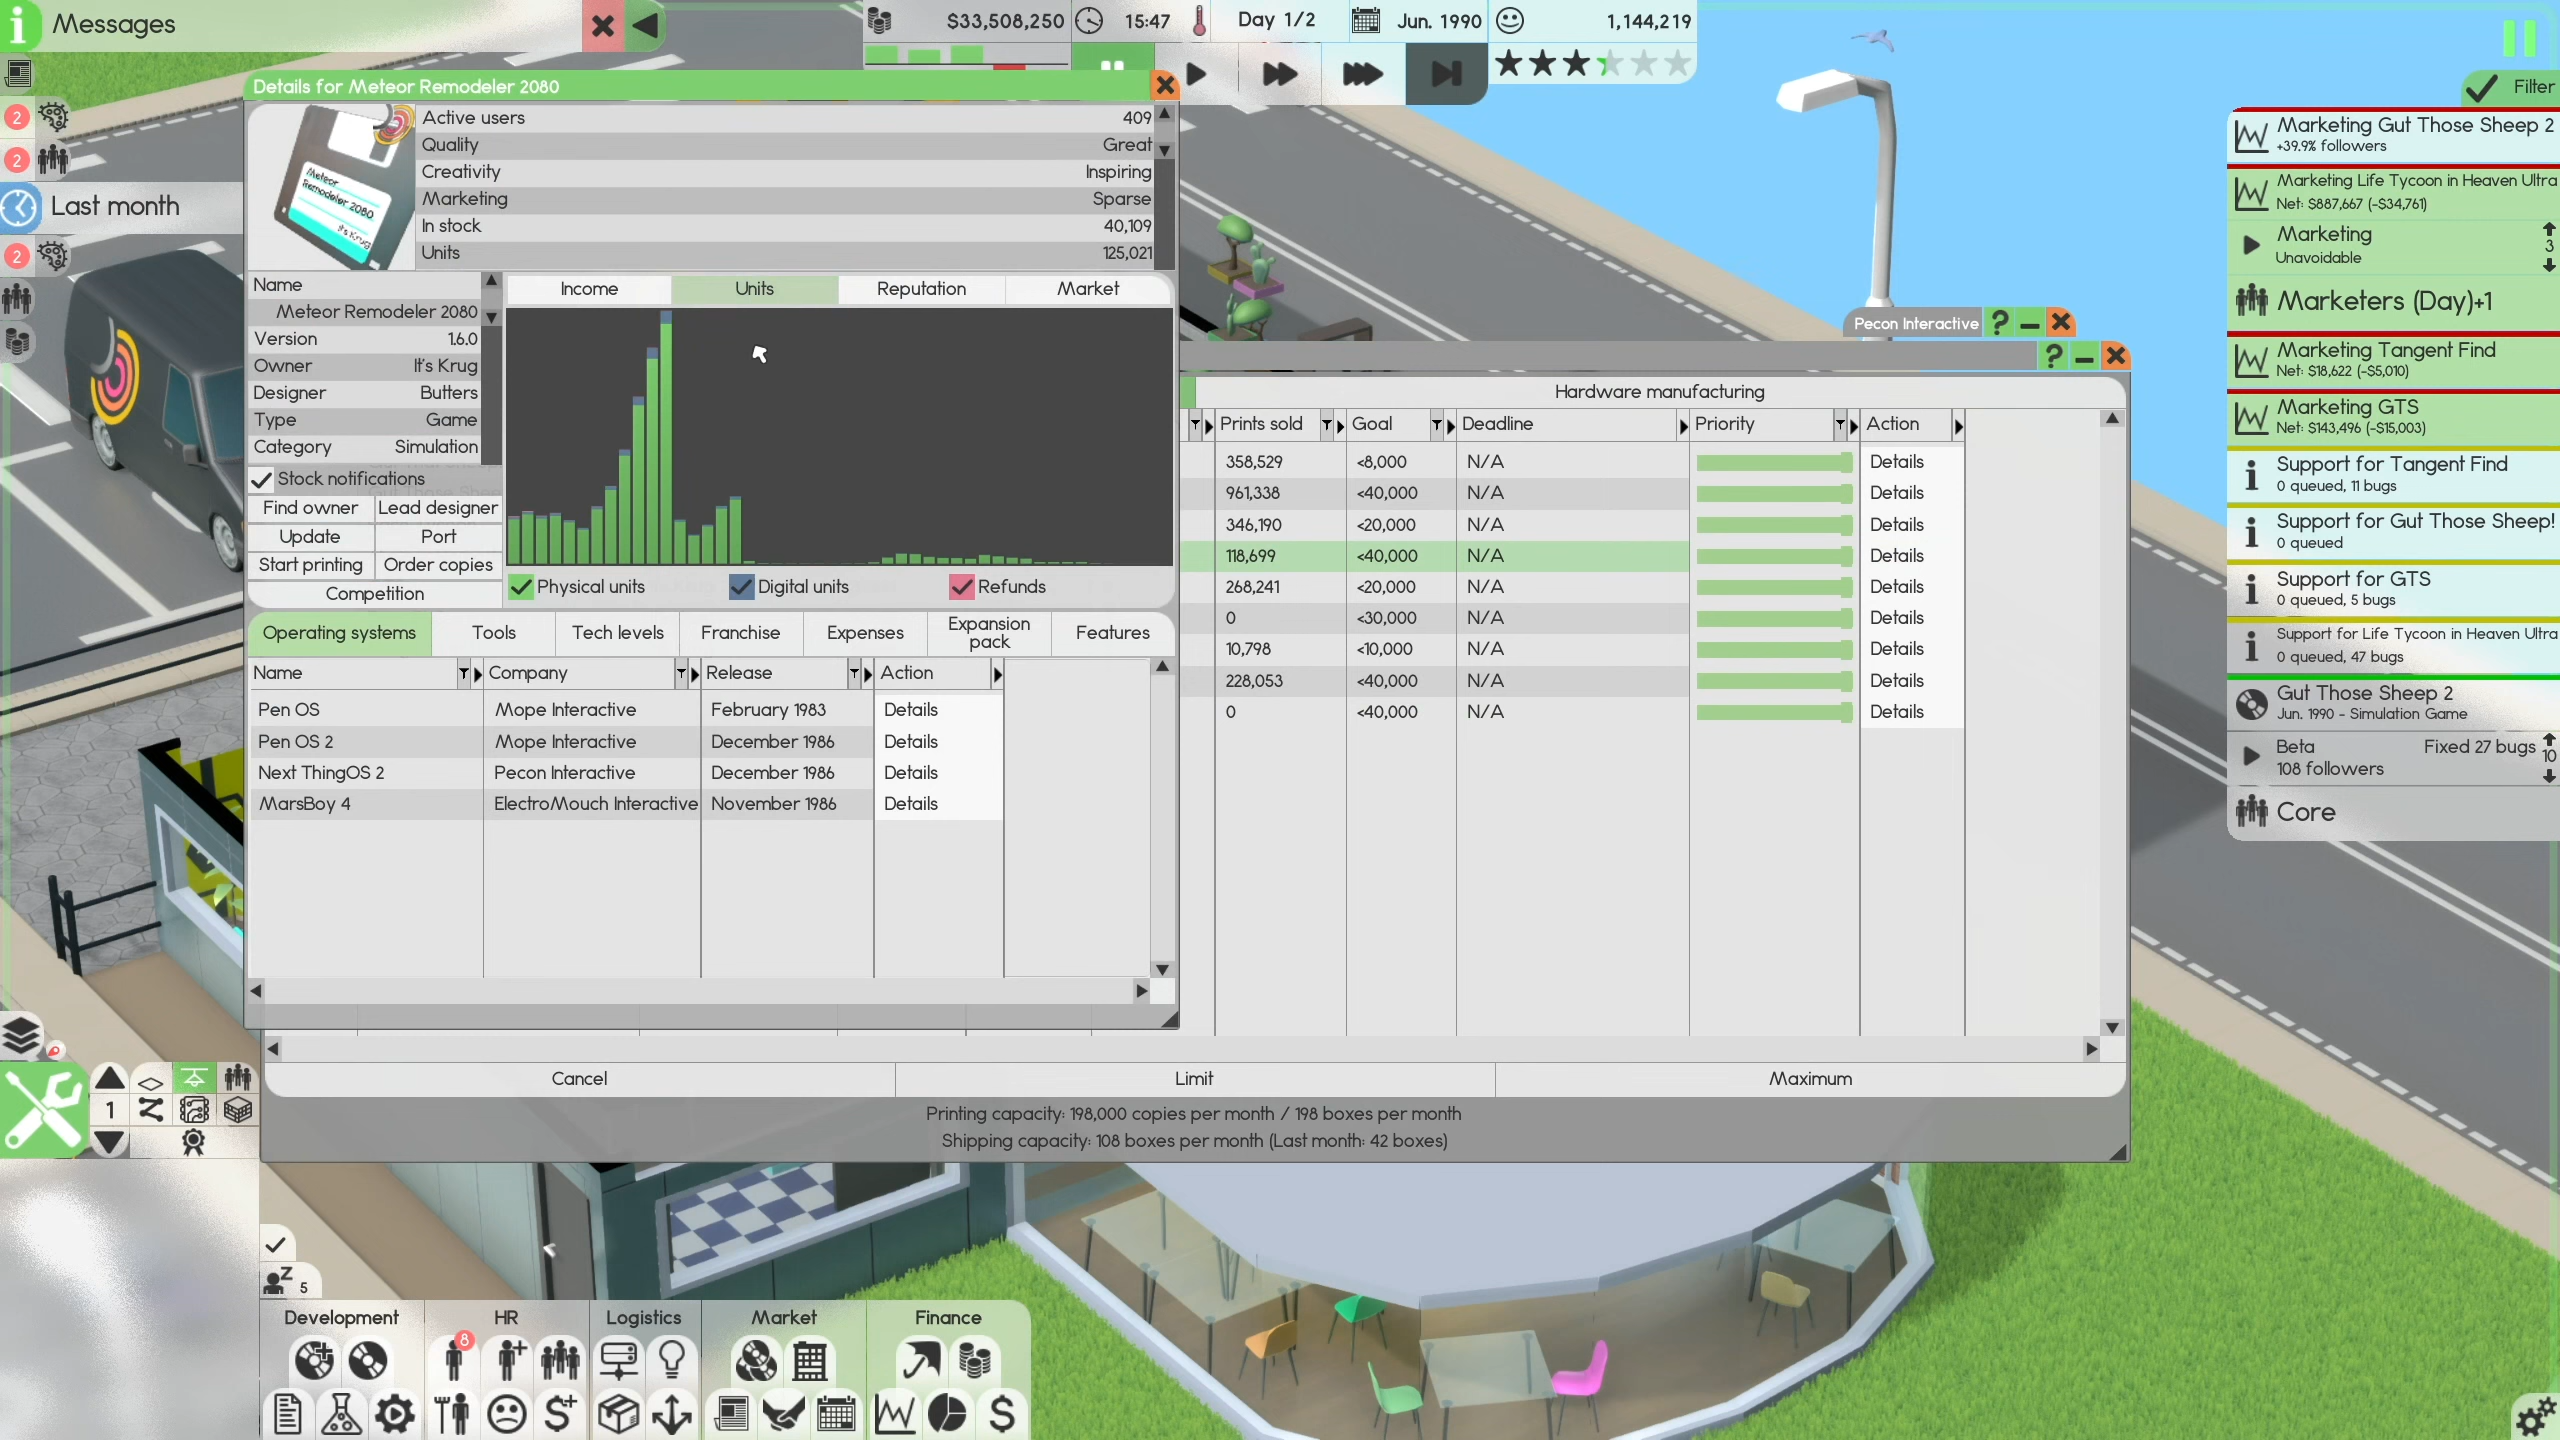 Messages
$33,508,250
15:47
Day 1/2
Jun. 1990
1,144,219
Filter
2
2
Last month
2
Details for Meteor Remodeler 2080
Meteor
Remodeler 2080
It's Krug
Active users 409
Quality Great
Creativity Inspiring
Marketing Sparse
In stock 40,109
Units 125,021
Name
Meteor Remodeler 2080
Version 1.6.0
Owner It's Krug
Designer Butters
Type Game
Category Simulation
Stock notifications
Find owner Lead designer
Update Port
Start printing Order copies
Competition
Income Units Reputation Market
Physical units Digital units Refunds
Operating systems Tools Tech levels Franchise Expenses Expansion pack Features
Name Company Release Action
Pen OS Mope Interactive February 1983 Details
Pen OS 2 Mope Interactive December 1986 Details
Next ThingOS 2 Pecon Interactive December 1986 Details
MarsBoy 4 ElectroMouch Interactive November 1986 Details
Pecon Interactive
Hardware manufacturing
Prints sold Goal Deadline Priority Action
358,529 <8,000 N/A Details
961,338 <40,000 N/A Details
346,190 <20,000 N/A Details
118,699 <40,000 N/A Details
268,241 <20,000 N/A Details
0 <30,000 N/A Details
10,798 <10,000 N/A Details
228,053 <40,000 N/A Details
0 <40,000 N/A Details
Cancel Limit Maximum
Printing capacity: 198,000 copies per month / 198 boxes per month
Shipping capacity: 108 boxes per month (Last month: 42 boxes)
Marketing Gut Those Sheep 2
+39.9% followers
Marketing Life Tycoon in Heaven Ultra
Net: $887,667 (-$34,761)
Marketing
Unavoidable
3
Marketers (Day)+1
Marketing Tangent Find
Net: $18,622 (-$5,010)
Marketing GTS
Net: $143,496 (-$15,003)
Support for Tangent Find
0 queued, 11 bugs
Support for Gut Those Sheep!
0 queued
Support for GTS
0 queued, 5 bugs
Support for Life Tycoon in Heaven Ultra
0 queued, 47 bugs
Gut Those Sheep 2
Jun. 1990 - Simulation Game
Beta Fixed 27 bugs
108 followers
10
Core
1
5
Development HR Logistics Market Finance
8